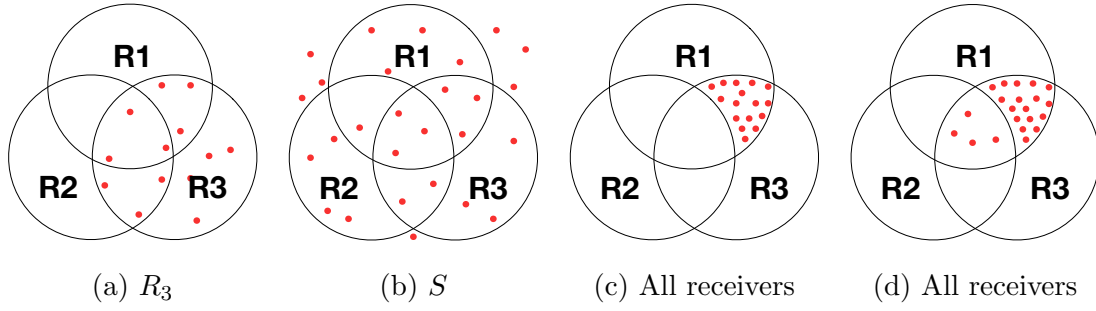 R1
R2
R3
(a) R₃
R1
R2
R3
(b) S
R1
R2
R3
(c) All receivers
R1
R2
R3
(d) All receivers